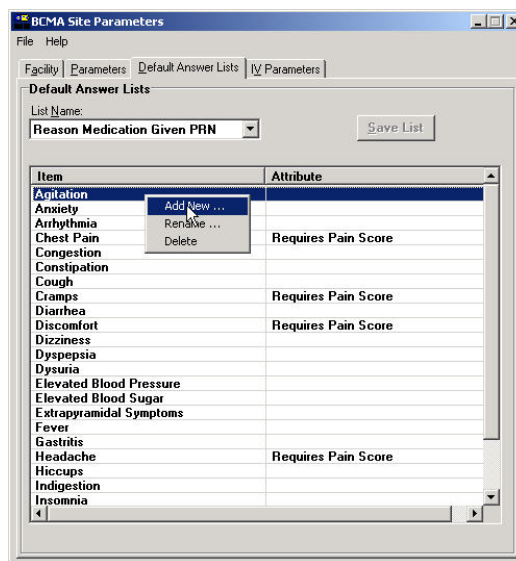 BCMA Site Parameters
File Help
Facility Parameters Default Answer Lists IV Parameters
Default Answer Lists
List Name:
Reason Medication Given PRN
Save List
Item Attribute
Agitation
Anxiety
Add New ...
Arrhythmia
Rename ...
Chest Pain Requires Pain Score
Delete
Congestion
Constipation
Cough
Cramps Requires Pain Score
Diarrhea
Discomfort Requires Pain Score
Dizziness
Dyspepsia
Dysuria
Elevated Blood Pressure
Elevated Blood Sugar
Extrapyramidal Symptoms
Fever
Gastritis
Headache Requires Pain Score
Hiccups
Indigestion
Insomnia